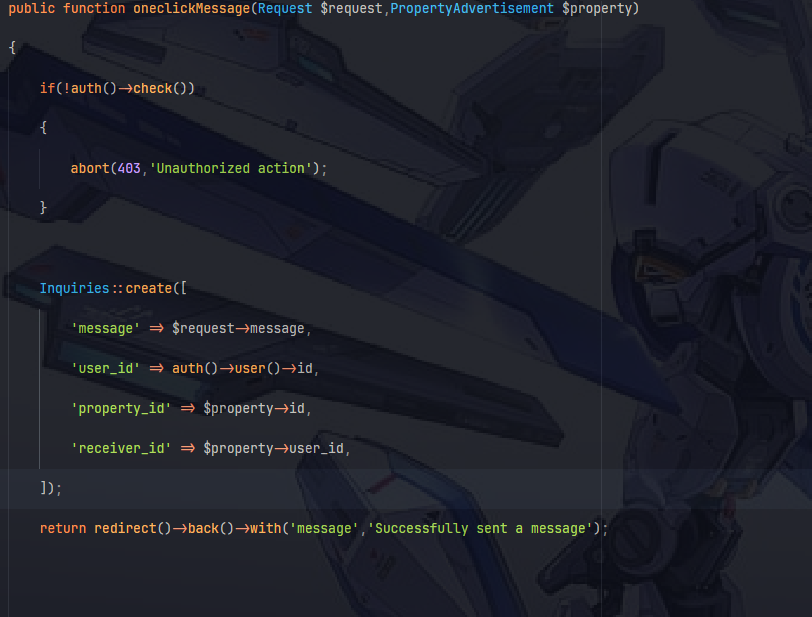 public function oneclickMessage(Request $request,PropertyAdvertisement $property)
{
if(!auth()->check())
{
abort(403,'Unauthorized action');
}
Inquiries::create([
'message' => $request->message,
'user_id' => auth()->user()->id,
'property_id' => $property->id,
'receiver_id' => $property->user_id,
]);
return redirect()->back()->with('message','Successfully sent a message');